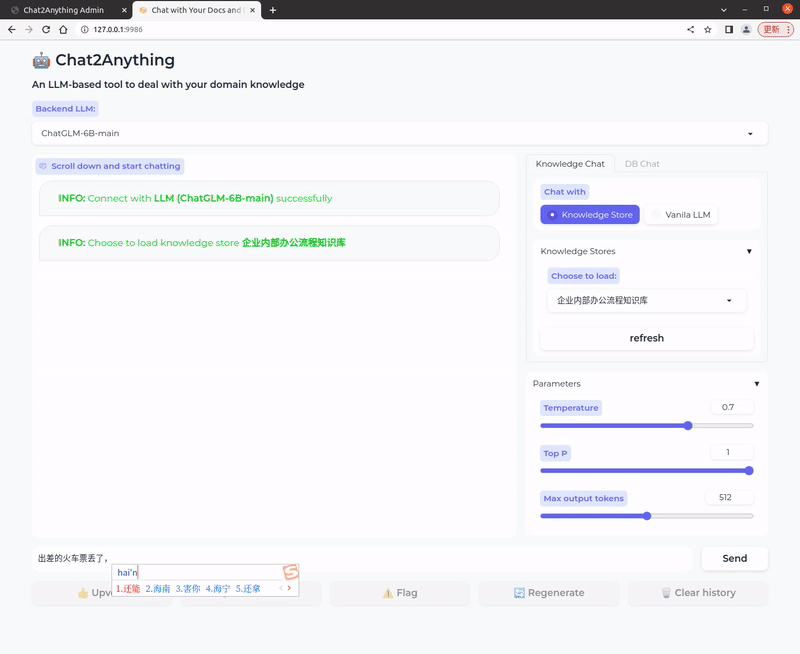 Chat2Anything Admin
Chat with Your Docs and
127.0.0.1:9986
更新
🤖 Chat2Anything
An LLM-based tool to deal with your domain knowledge
Backend LLM:
ChatGLM-6B-main
Scroll down and start chatting
INFO: Connect with LLM (ChatGLM-6B-main) successfully
INFO: Choose to load knowledge store 企业内部办公流程知识库
Knowledge Chat
DB Chat
Chat with
Knowledge Store
Vanila LLM
Knowledge Stores
Choose to load:
企业内部办公流程知识库
refresh
Parameters
Temperature
0.7
Top P
1
Max output tokens
512
出差的火车票丢了，
Send
hai'n
1.还能 2.海南 3.害你 4.海宁 5.还拿
👍 Upv
⚠️ Flag
🔄 Regenerate
🗑️ Clear history